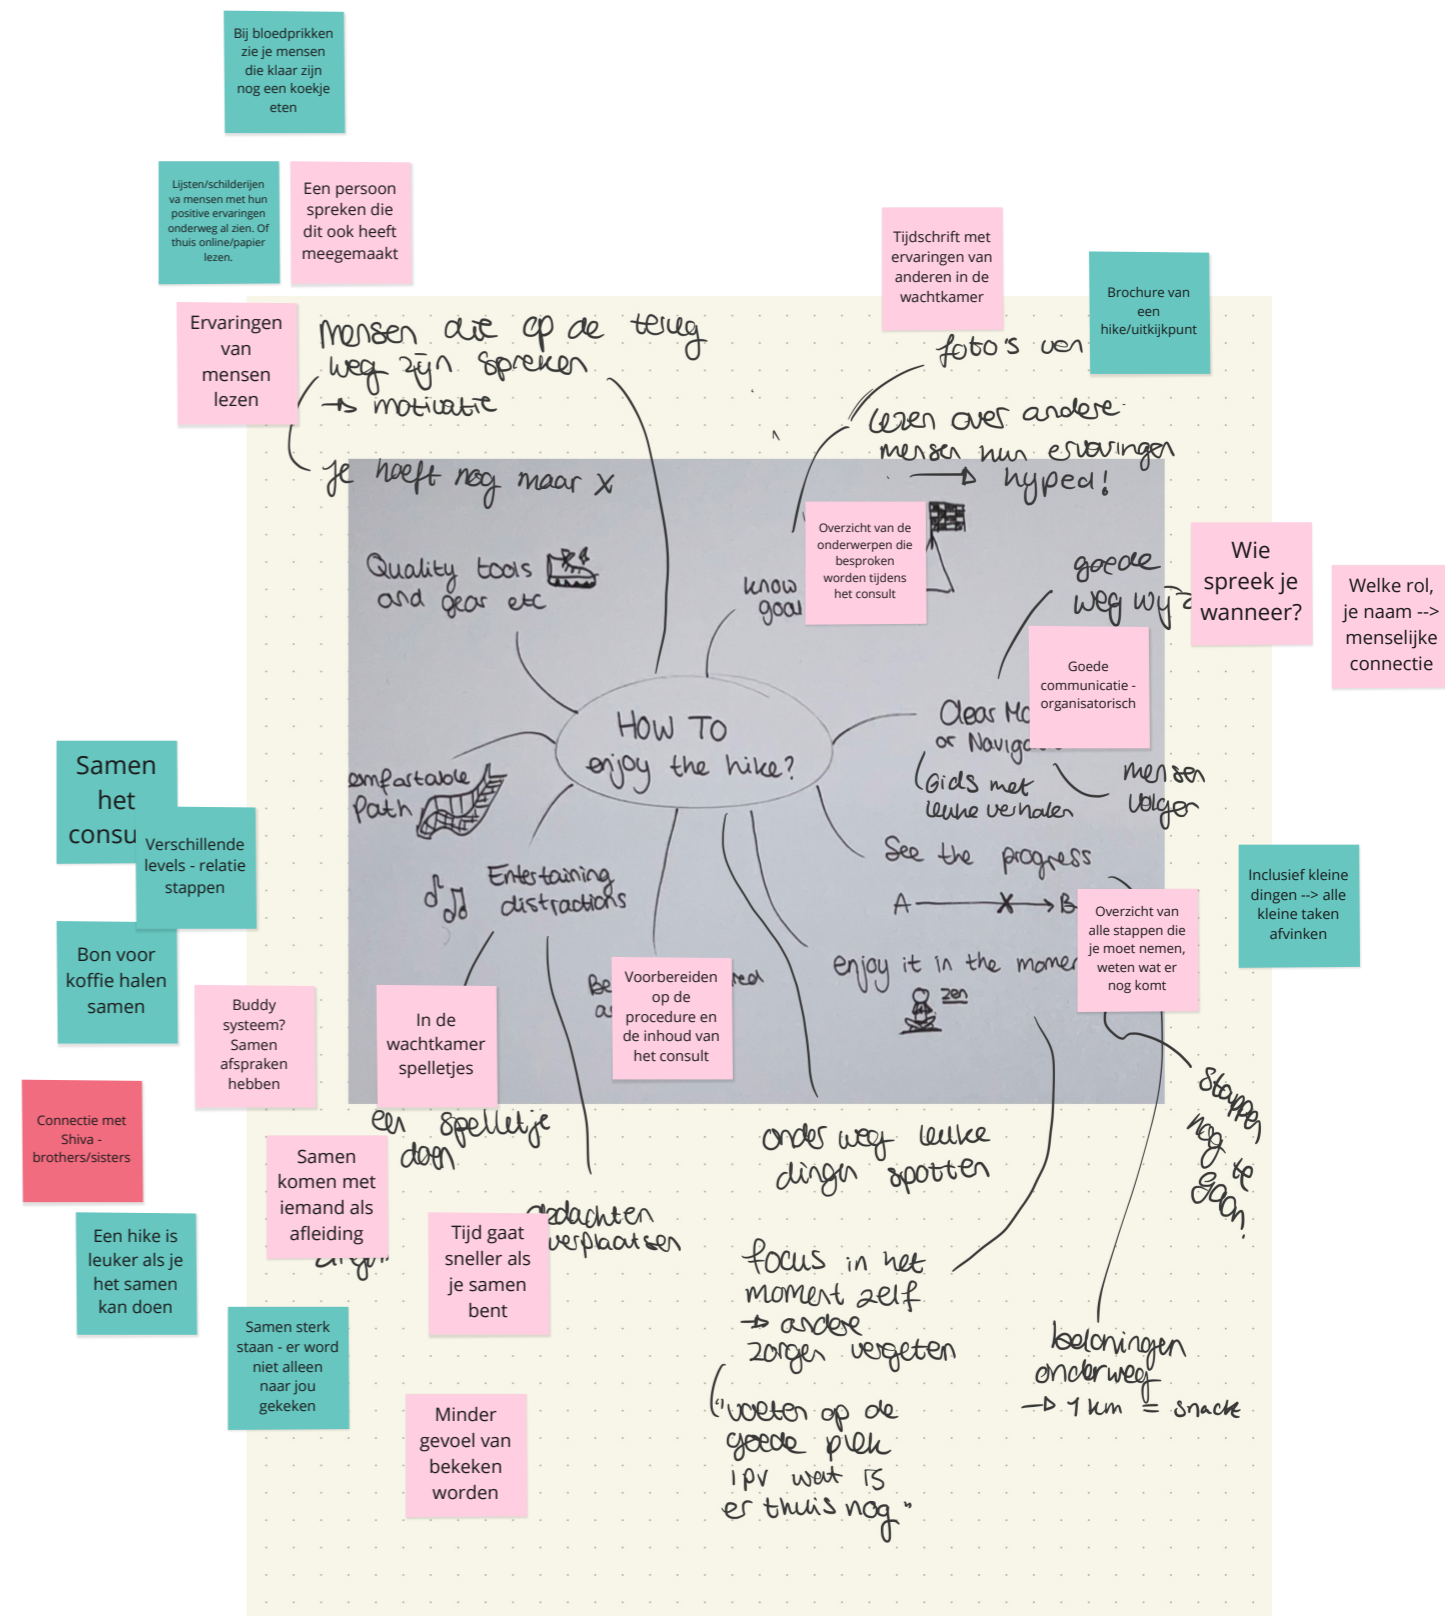 Bij bloedprikken
zie je mensen
die klaar zijn
nog een koekje
eten
Lijsten/schilderijen
va mensen met hun
positive ervaringen
onderweg al zien. Of
thuis online/papier
lezen.
Een persoon
spreken die
dit ook heeft
meegemaakt
Ervaringen
van
mensen
lezen
mensen die op de terug
weg zijn spreken
→ motivatie
je hoeft nog maar X
Tijdschrift met
ervaringen van
anderen in de
wachtkamer
Brochure van
een
hike/uitkijkpunt
foto's van
lezen over andere
mensen hun ervaringen
→ hyped!
Quality tools
and gear etc
know
goal
Overzicht van de
onderwerpen die
besproken
worden tijdens
het consult
goede
weg wij
Wie
spreek je
wanneer?
Welke rol,
je naam -->
menselijke
connectie
Goede
communicatie -
organisatorisch
HOW TO
enjoy the hike?
Clear Ma
or Naviga
Gids met
leuke verhalen
mensen
volgen
comfortable
Path
Entertaining
distractions
See the progress
A → B
Overzicht van
alle stappen die
je moet nemen,
weten wat er
nog komt
Inclusief kleine
dingen --> alle
kleine taken
afvinken
enjoy it in the momen
zen
Samen
het
consu
Verschillende
levels - relatie
stappen
Bon voor
koffie halen
samen
Buddy
systeem?
Samen
afspraken
hebben
In de
wachtkamer
spelletjes
Be
red
Voorbereiden
op de
procedure en
de inhoud van
het consult
Connectie met
Shiva -
brothers/sisters
Samen
komen met
iemand als
afleiding
een spelletje
doen
onderweg leuke
dingen spotten
stappen
nog te
gaan!
Een hike is
leuker als je
het samen
kan doen
Tijd gaat
sneller als
je samen
bent
gedachten
verplaatsen
focus in het
moment zelf
→ andere
zorgen vergeten
Samen sterk
staan - er word
niet alleen
naar jou
gekeken
beloningen
onderweg
→ 1 km = snack
Minder
gevoel van
bekeken
worden
"voeten op de
goede plek
ipv wat is
er thuis nog"